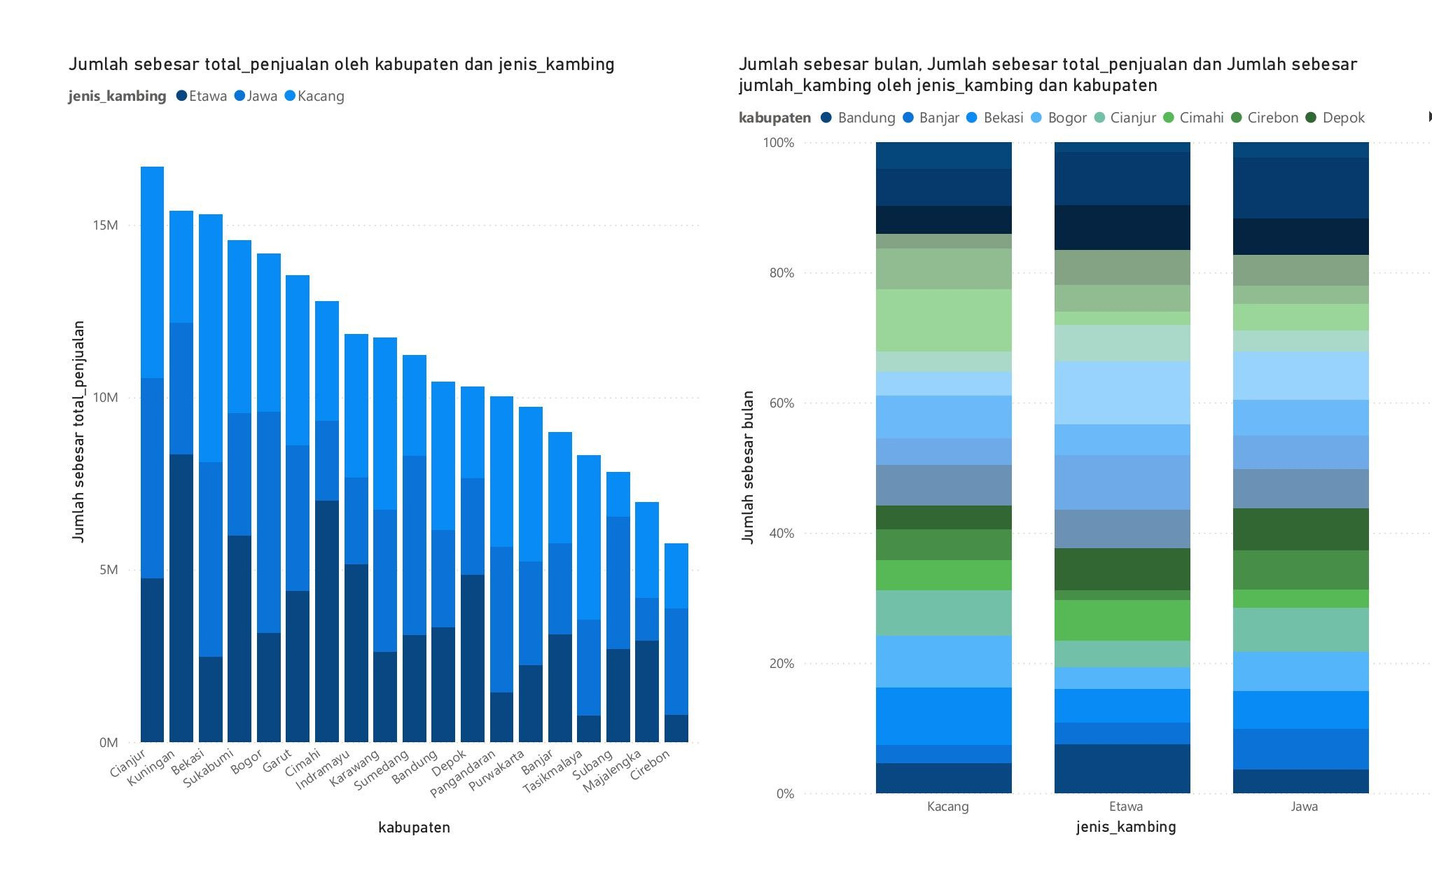 Jumlah sebesar total_penjualan oleh kabupaten dan jenis_kambing
jenis_kambing Etawa Jawa Kacang
15M
10M
5M
0M
Jumlah sebesar total_penjualan
Cianjur
Kuningan
Bekasi
Sukabumi
Bogor
Garut
Cimahi
Indramayu
Karawang
Sumedang
Bandung
Depok
Pangandaran
Purwakarta
Banjar
Tasikmalaya
Subang
Majalengka
Cirebon
kabupaten
Jumlah sebesar bulan, Jumlah sebesar total_penjualan dan Jumlah sebesar
jumlah_kambing oleh jenis_kambing dan kabupaten
kabupaten Bandung Banjar Bekasi Bogor Cianjur Cimahi Cirebon Depok
100%
80%
60%
40%
20%
0%
Jumlah sebesar bulan
Kacang
Etawa
Jawa
jenis_kambing